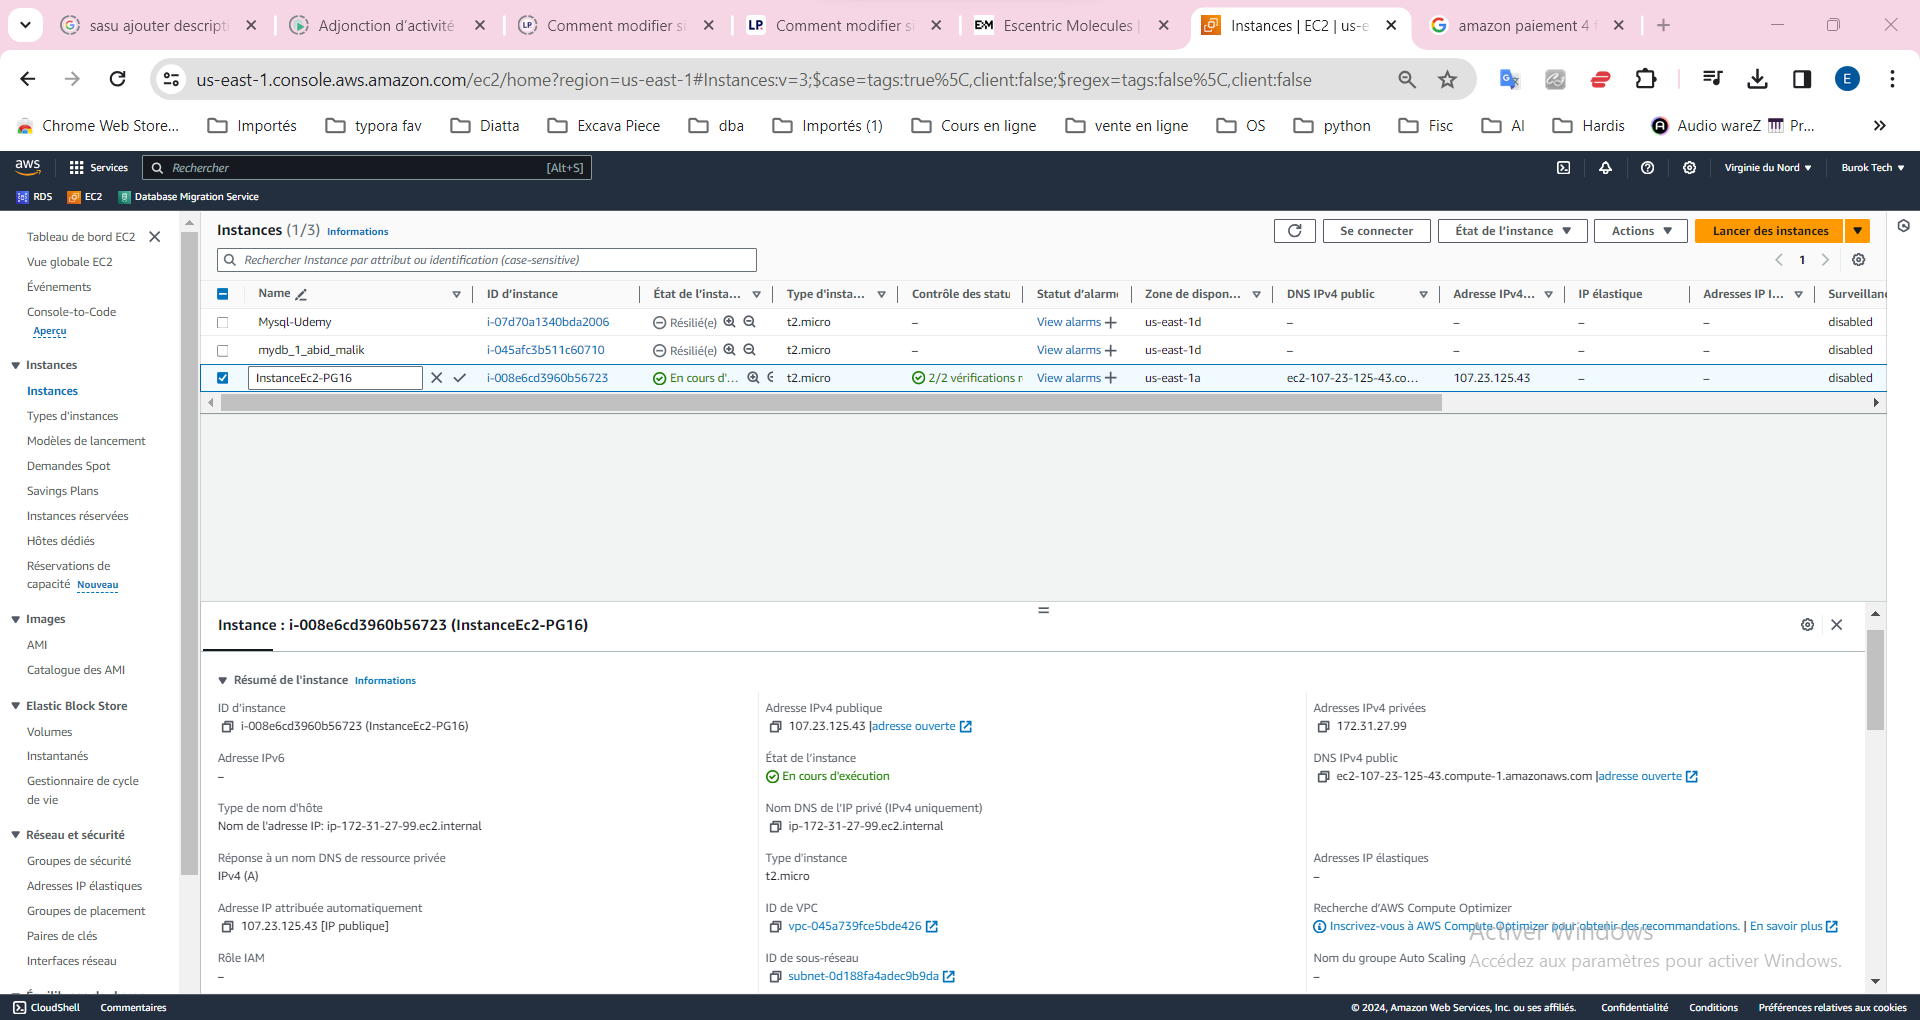 sasu ajouter descripti
Adjonction d'activité
Comment modifier si
Comment modifier si
Escentric Molecules |
Instances | EC2 | us-e
amazon paiement 4 f
us-east-1.console.aws.amazon.com/ec2/home?region=us-east-1#Instances:v=3;$case=tags:true%5C,client:false;$regex=tags:false%5C,client:false
E
Chrome Web Store...
Importés
typora fav
Diatta
Excava Piece
dba
Importés (1)
Cours en ligne
vente en ligne
OS
python
Fisc
AI
Hardis
Audio wareZ
Pr...
aws
Services
Rechercher
[Alt+S]
Virginie du Nord
Burok Tech
RDS
EC2
Database Migration Service
Tableau de bord EC2
Vue globale EC2
Événements
Console-to-Code
Aperçu
Instances
Instances
Types d'instances
Modèles de lancement
Demandes Spot
Savings Plans
Instances réservées
Hôtes dédiés
Réservations de
capacité Nouveau
Images
AMI
Catalogue des AMI
Elastic Block Store
Volumes
Instantanés
Gestionnaire de cycle
de vie
Réseau et sécurité
Groupes de sécurité
Adresses IP élastiques
Groupes de placement
Paires de clés
Interfaces réseau
Instances (1/3) Informations
Se connecter
État de l'instance
Actions
Lancer des instances
Rechercher Instance par attribut ou identification (case-sensitive)
1
Name
ID d'instance
État de l'insta...
Type d'insta...
Contrôle des statu
Statut d'alarm
Zone de dispon...
DNS IPv4 public
Adresse IPv4...
IP élastique
Adresses IP I...
Surveillan
Mysql-Udemy i-07d70a1340bda2006 Résilié(e) t2.micro – View alarms + us-east-1d – – – – disabled
mydb_1_abid_malik i-045afc3b511c60710 Résilié(e) t2.micro – View alarms + us-east-1d – – – – disabled
InstanceEc2-PG16 i-008e6cd3960b56723 En cours d'... t2.micro 2/2 vérifications r View alarms + us-east-1a ec2-107-23-125-43.co... 107.23.125.43 – – disabled
Instance : i-008e6cd3960b56723 (InstanceEc2-PG16)
Résumé de l'instance Informations
ID d'instance
i-008e6cd3960b56723 (InstanceEc2-PG16)
Adresse IPv4 publique
107.23.125.43 |adresse ouverte
Adresses IPv4 privées
172.31.27.99
Adresse IPv6
–
État de l'instance
En cours d'exécution
DNS IPv4 public
ec2-107-23-125-43.compute-1.amazonaws.com |adresse ouverte
Type de nom d'hôte
Nom de l'adresse IP: ip-172-31-27-99.ec2.internal
Nom DNS de l'IP privé (IPv4 uniquement)
ip-172-31-27-99.ec2.internal
Réponse à un nom DNS de ressource privée
IPv4 (A)
Type d'instance
t2.micro
Adresses IP élastiques
–
Adresse IP attribuée automatiquement
107.23.125.43 [IP publique]
ID de VPC
vpc-045a739fce5bde426
Recherche d'AWS Compute Optimizer
Inscrivez-vous à AWS Compute Optimizer pour obtenir des recommandations. | En savoir plus
Rôle IAM
–
ID de sous-réseau
subnet-0d188fa4adec9b9da
Nom du groupe Auto Scaling
–
Activer Windows
Accédez aux paramètres pour activer Windows.
CloudShell
Commentaires
© 2024, Amazon Web Services, Inc. ou ses affiliés.
Confidentialité
Conditions
Préférences relatives aux cookies